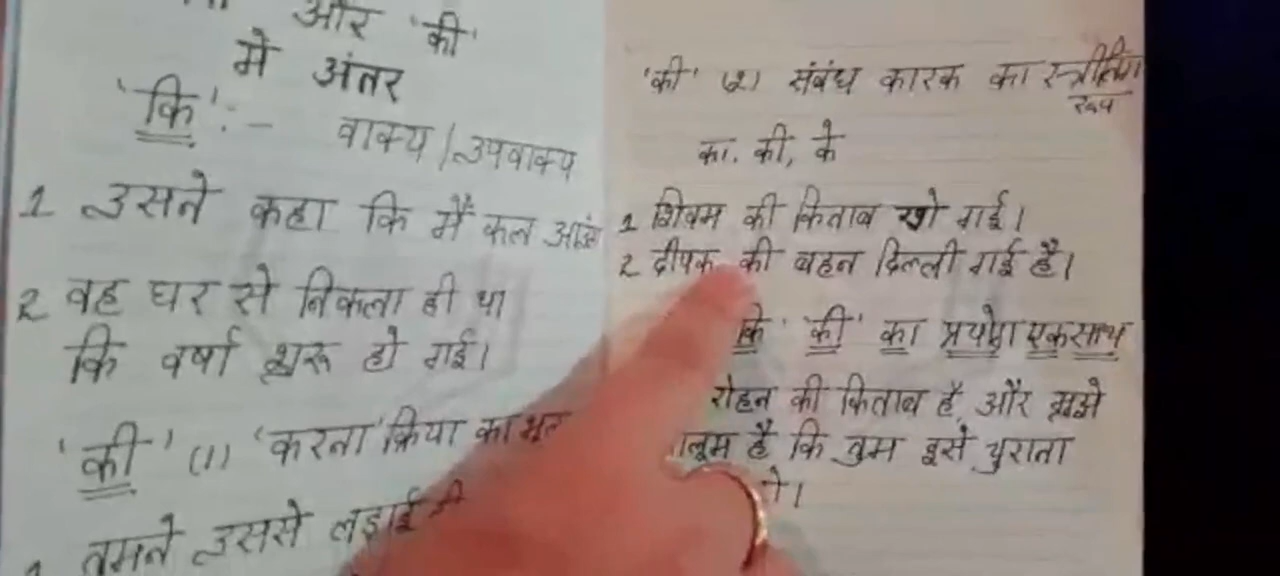 और 'की'
में अंतर
'कि' :- वाक्य / उपवाक्य
1 उसने कहा कि मैं कल
2 वह घर से निकला ही था
कि वर्षा शुरू हो गई।
'की' (1) 'करना' क्रिया का भूत
तुमने उससे लड़ाई की
'की' (2) संबंध कारक का स्त्रीलिंग
रूप
का. की, के
1 शिवम की किताब खो गई।
2 दीपक की बहन दिल्ली गई है।
कि' 'की' का प्रयोग एकसाथ
रोहन की किताब है और मुझे
है कि तुम इसे चुराना